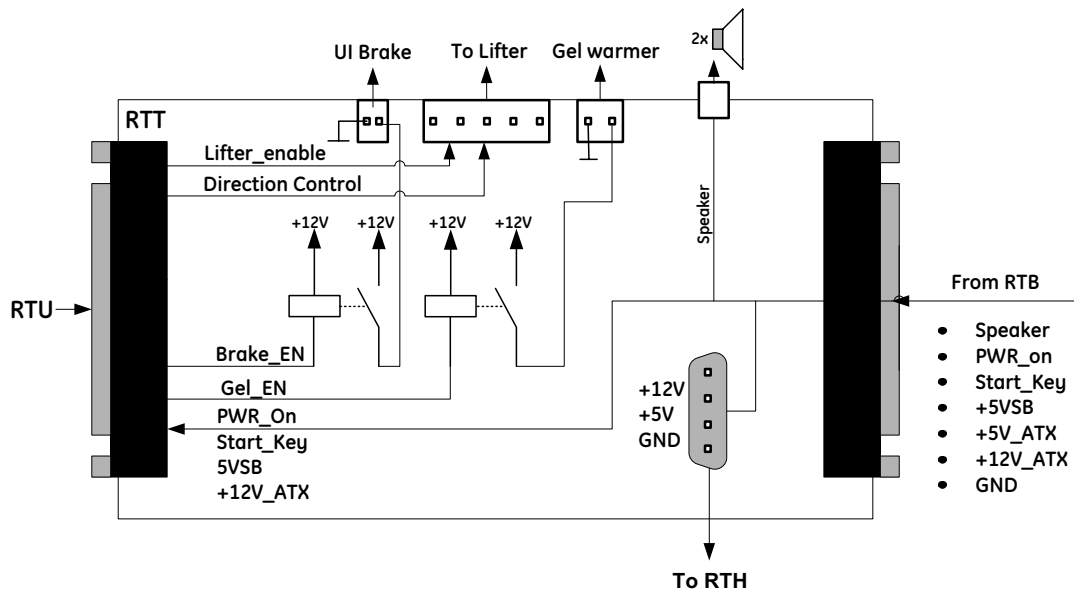 2x
UI Brake
To Lifter
Gel warmer
RTT
Lifter_enable
Direction Control
Speaker
+12V
+12V
+12V
+12V
From RTB
RTU
• Speaker
Brake_EN
• PWR_on
Gel_EN
• Start_Key
+12V
PWR_On
• +5VSB
+5V
Start_Key
• +5V_ATX
GND
5VSB
• +12V_ATX
+12V_ATX
• GND
To RTH